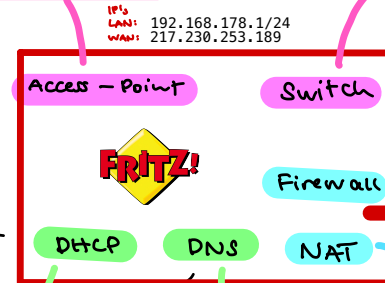 IP's
LAN: 192.168.178.1/24
WAN: 217.230.253.189
Access-Point
Switch
FRITZ!
Firewall
DHCP
DNS
NAT